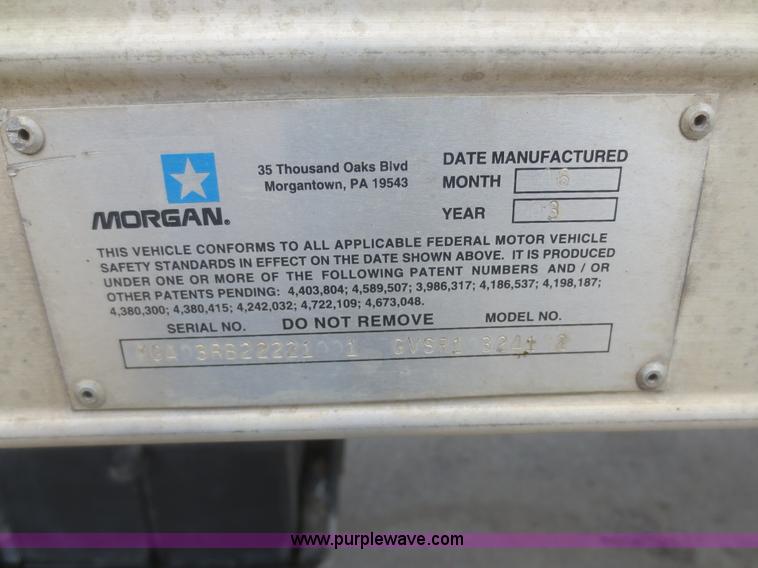 MORGAN®
35 Thousand Oaks Blvd
Morgantown, PA 19543
DATE MANUFACTURED
MONTH 6
YEAR 3
THIS VEHICLE CONFORMS TO ALL APPLICABLE FEDERAL MOTOR VEHICLE
SAFETY STANDARDS IN EFFECT ON THE DATE SHOWN ABOVE. IT IS PRODUCED
UNDER ONE OR MORE OF THE FOLLOWING PATENT NUMBERS AND / OR
OTHER PATENTS PENDING: 4,403,804; 4,589,507; 3,986,317; 4,186,537; 4,198,187;
4,380,300; 4,380,415; 4,242,032; 4,722,109; 4,673,048.
SERIAL NO. DO NOT REMOVE MODEL NO.
www.purplewave.com